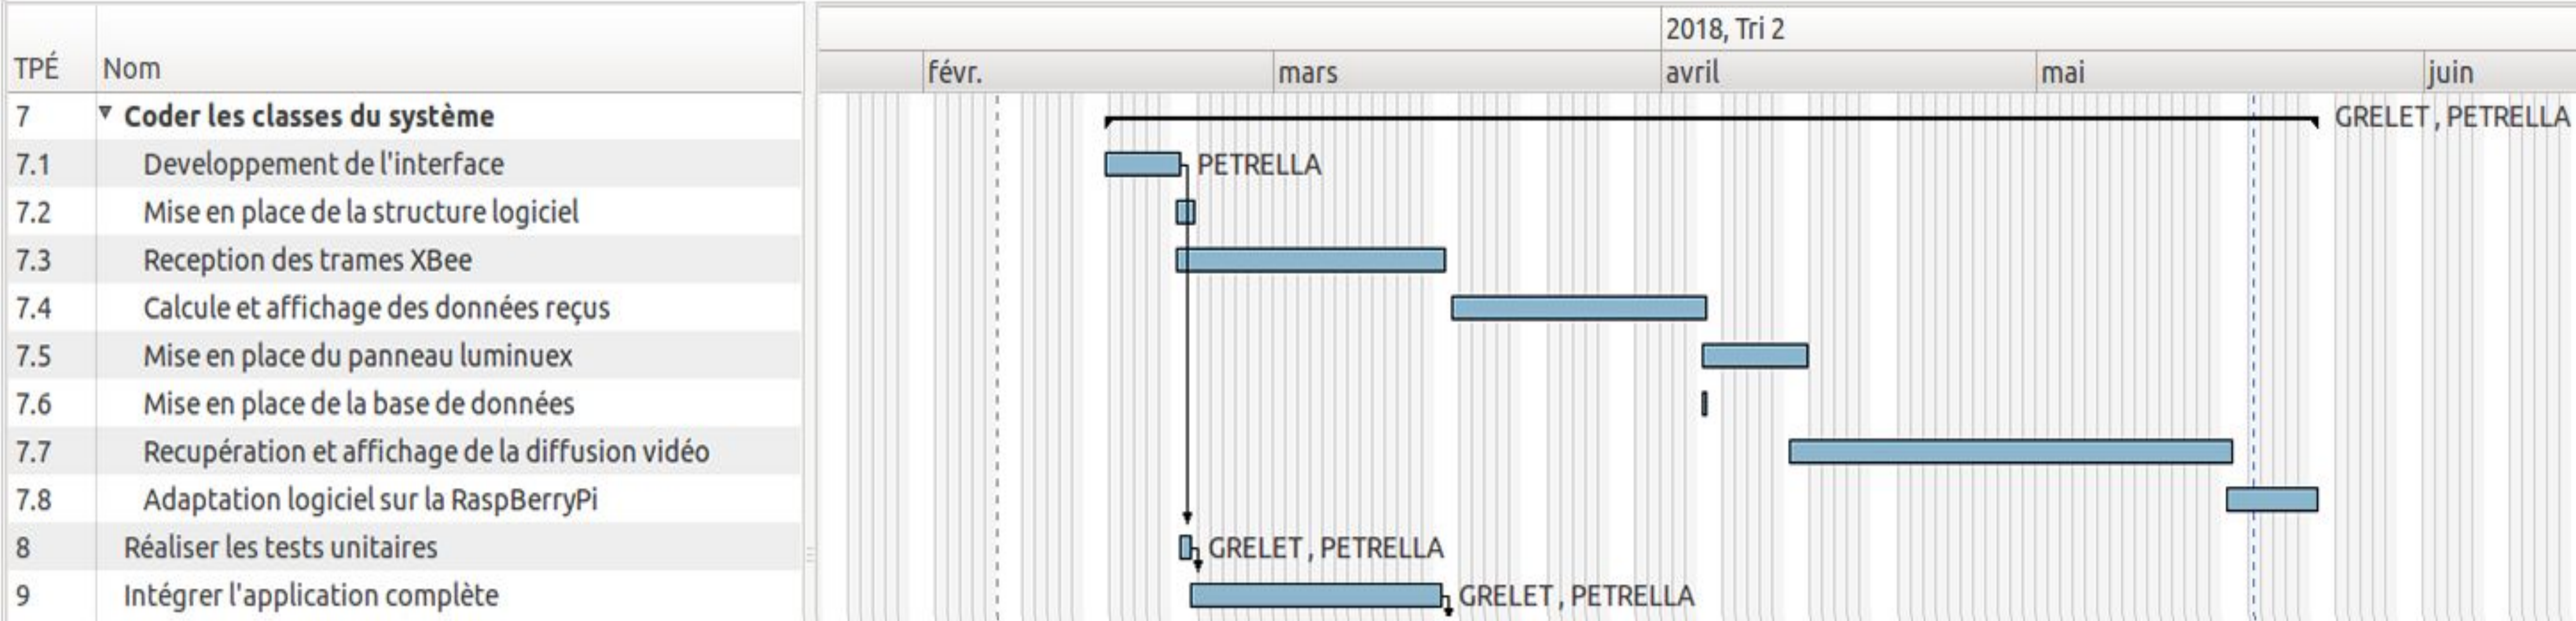 2018, Tri 2
TPÉ Nom févr. mars avril mai juin
7 Coder les classes du système GRELET, PETRELLA
7.1 Developpement de l'interface PETRELLA
7.2 Mise en place de la structure logiciel
7.3 Reception des trames XBee
7.4 Calcule et affichage des données reçus
7.5 Mise en place du panneau luminuex
7.6 Mise en place de la base de données
7.7 Recupération et affichage de la diffusion vidéo
7.8 Adaptation logiciel sur la RaspBerryPi
8 Réaliser les tests unitaires GRELET, PETRELLA
9 Intégrer l'application complète GRELET, PETRELLA